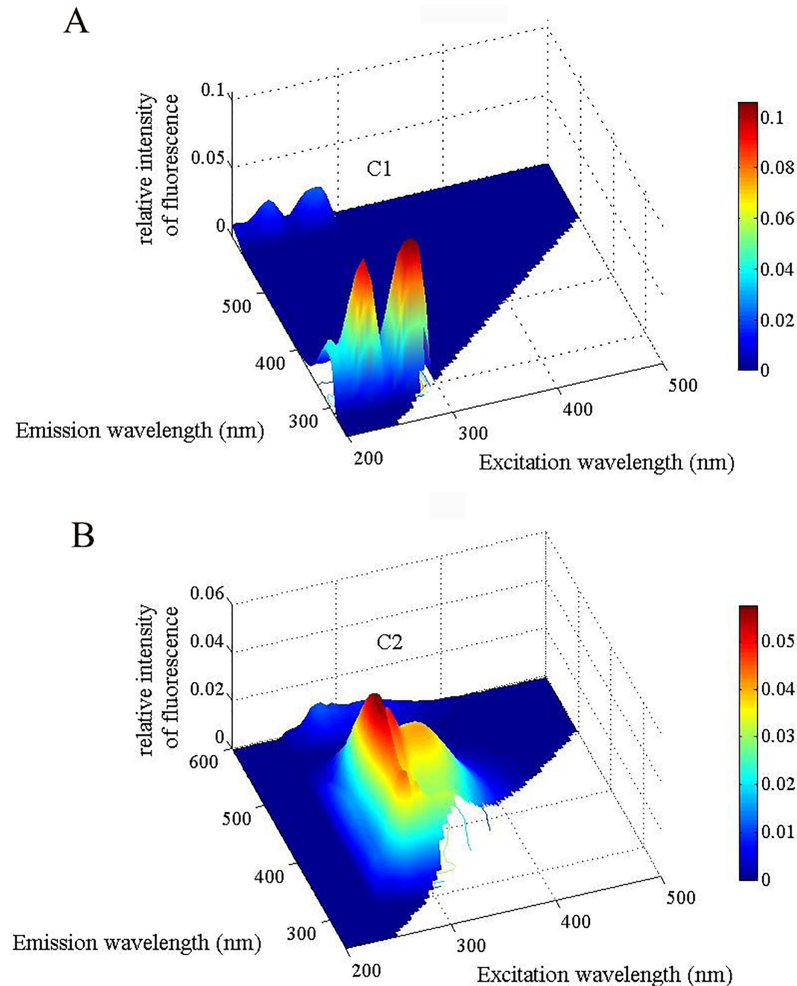 A
relative intensity
of fluorescence
0.1
0.05
0
C1
500
400
300
Emission wavelength (nm)
200
300
400
500
Excitation wavelength (nm)
0.1
0.08
0.06
0.04
0.02
0
B
relative intensity
of fluorescence
0.06
0.04
0.02
0
C2
600
500
400
300
Emission wavelength (nm)
200
300
400
500
Excitation wavelength (nm)
0.05
0.04
0.03
0.02
0.01
0